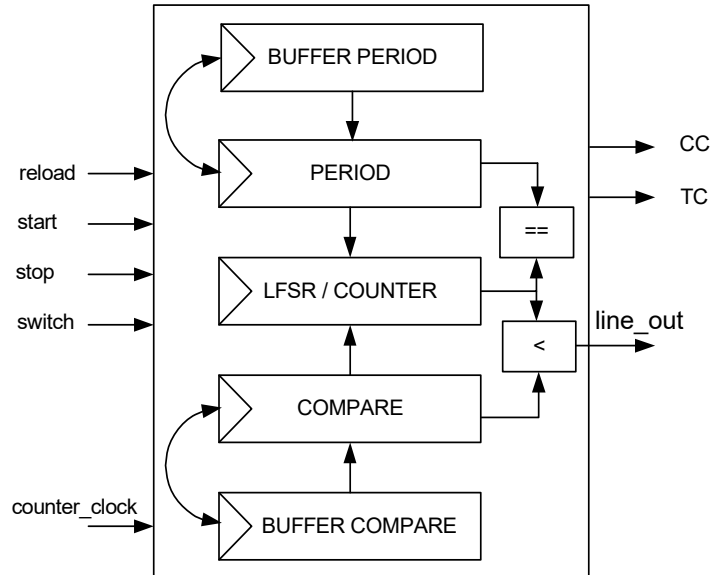 BUFFER PERIOD
PERIOD
CC
reload
TC
start
==
stop
LFSR / COUNTER
switch
line_out
<
COMPARE
counter_clock
BUFFER COMPARE